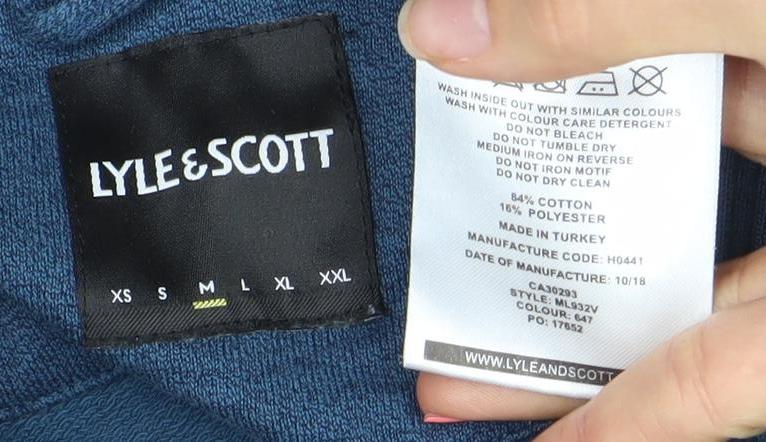 LYLE & SCOTT
XS S M L XL XXL
WASH INSIDE OUT WITH SIMILAR COLOURS
WASH WITH COLOUR CARE DETERGENT
DO NOT BLEACH
DO NOT TUMBLE DRY
MEDIUM IRON ON REVERSE
DO NOT IRON MOTIF
DO NOT DRY CLEAN
84% COTTON
16% POLYESTER
MADE IN TURKEY
MANUFACTURE CODE: H0441
DATE OF MANUFACTURE: 10/18
CA30293
STYLE: ML932V
COLOUR: 647
PO: 17652
WWW.LYLEANDSCOTT